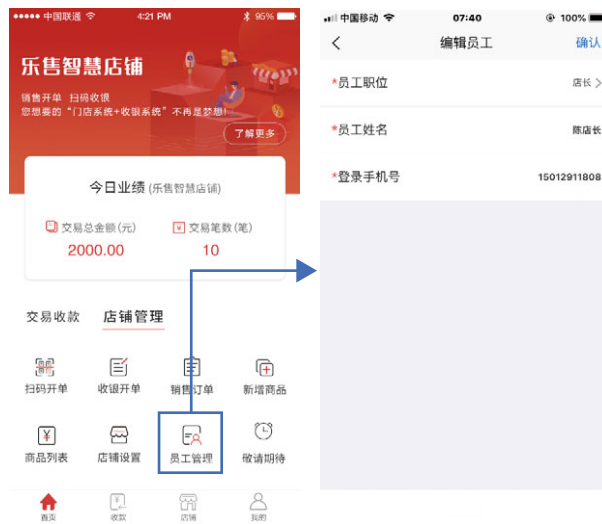 中国联通
4:21 PM
95%
乐售智慧店铺
销售开单 扫码收银
您想要的“门店系统+收银系统”不再是梦想!
了解更多
今日业绩 (乐售智慧店铺)
交易总金额(元)
交易笔数(笔)
2000.00
10
交易收款
店铺管理
扫码开单
收银开单
销售订单
新增商品
商品列表
店铺设置
员工管理
敬请期待
首页
收款
店铺
我的
中国移动
07:40
100%
编辑员工
确认
*员工职位
店长
*员工姓名
陈店长
*登录手机号
15012911808